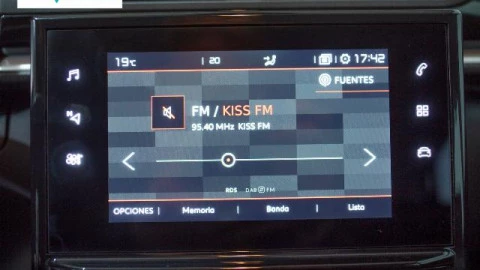 19°C | 20 17:42
FUENTES
FM / KISS FM
95.40 MHz KISS FM
RDS DAB FM
OPCIONES | Memoria | Banda | Lista